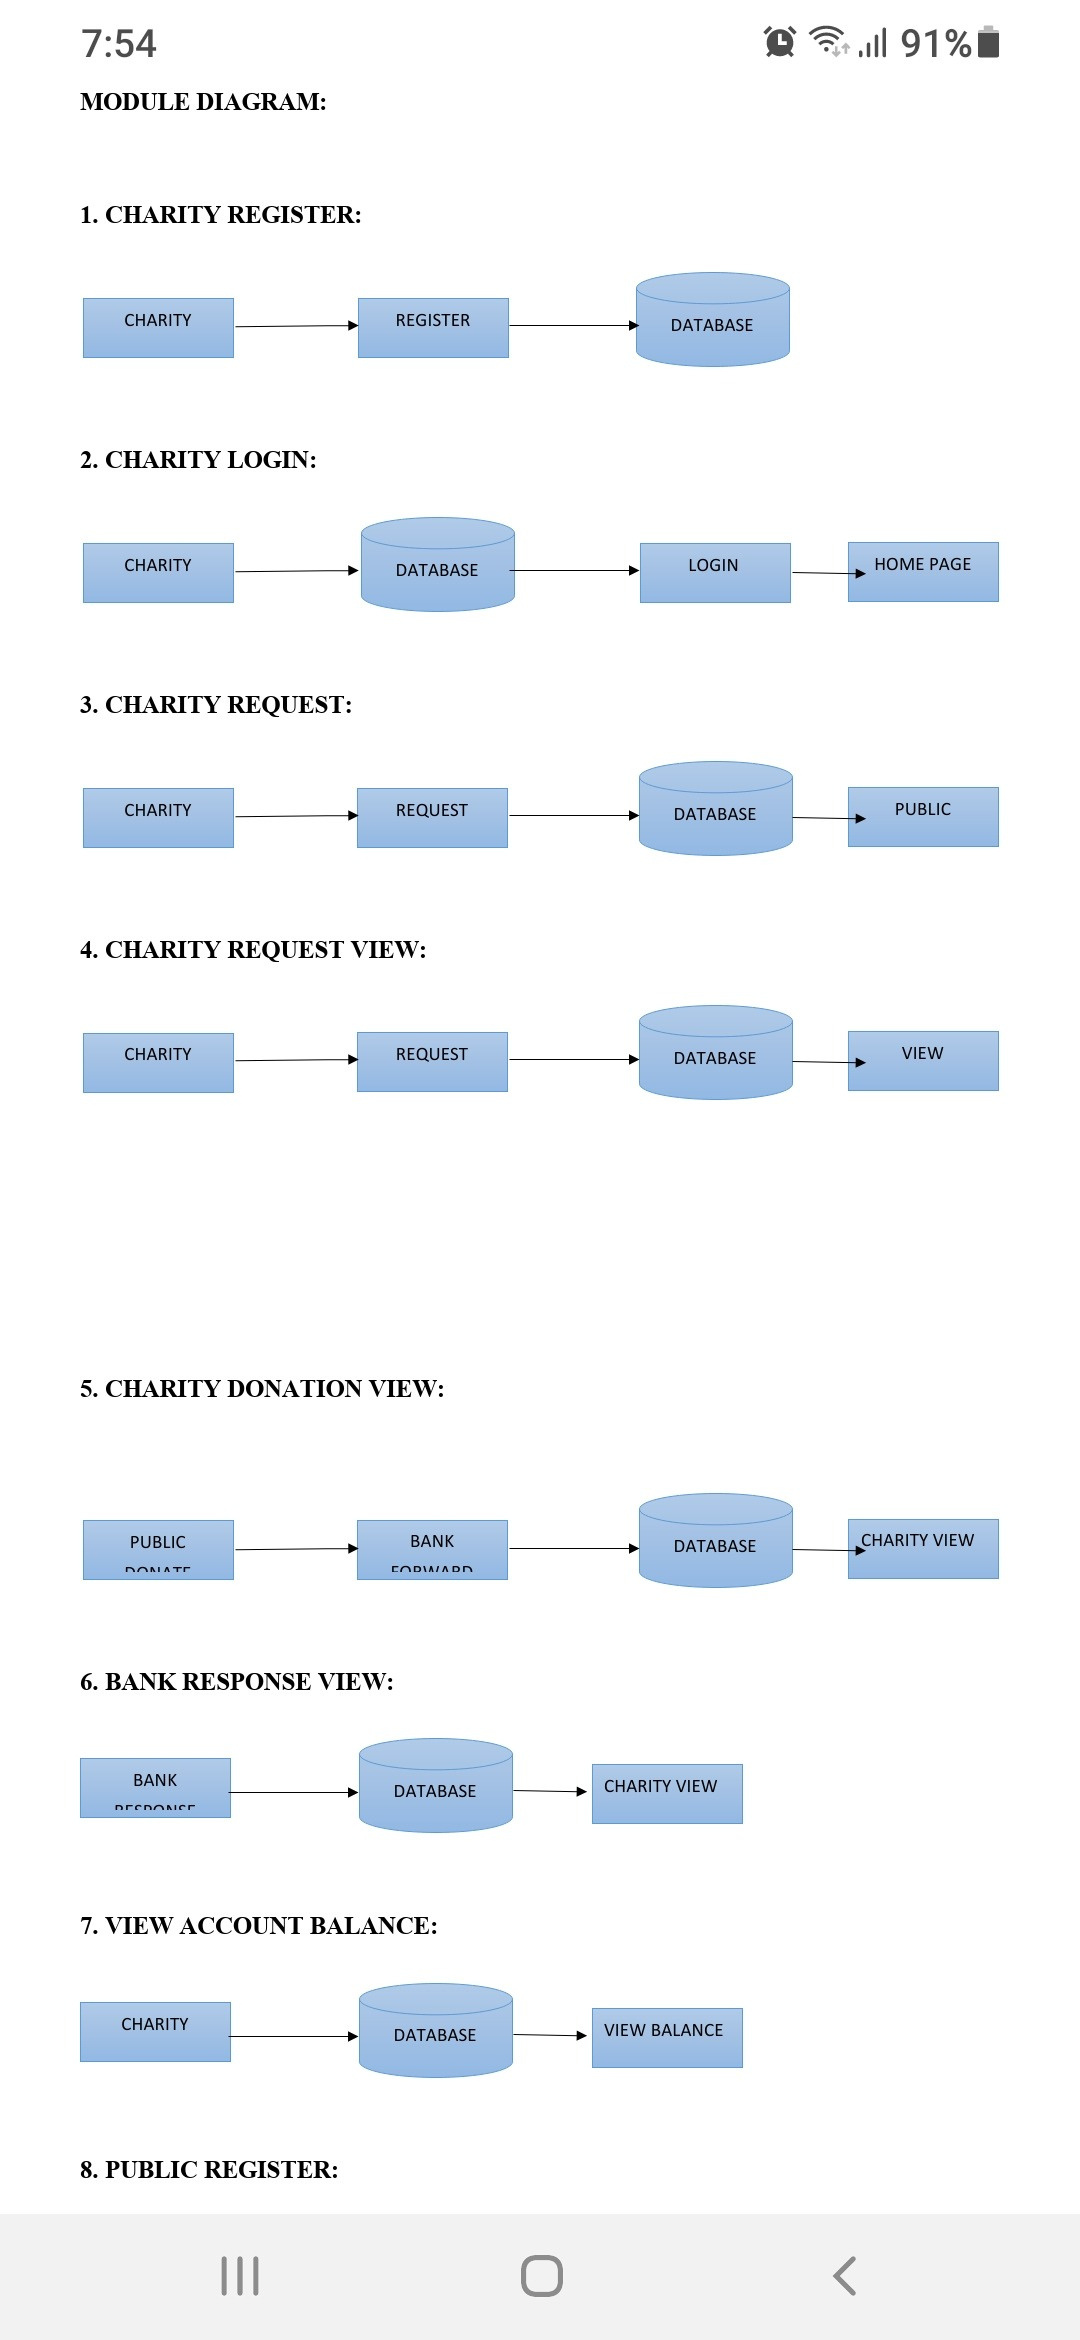 7:54 91%
MODULE DIAGRAM:
1. CHARITY REGISTER:
CHARITY REGISTER DATABASE
2. CHARITY LOGIN:
CHARITY DATABASE LOGIN HOME PAGE
3. CHARITY REQUEST:
CHARITY REQUEST DATABASE PUBLIC
4. CHARITY REQUEST VIEW:
CHARITY REQUEST DATABASE VIEW
5. CHARITY DONATION VIEW:
PUBLIC BANK DATABASE CHARITY VIEW
DONATE FORWARD
6. BANK RESPONSE VIEW:
BANK DATABASE CHARITY VIEW
RESPONSE
7. VIEW ACCOUNT BALANCE:
CHARITY DATABASE VIEW BALANCE
8. PUBLIC REGISTER: